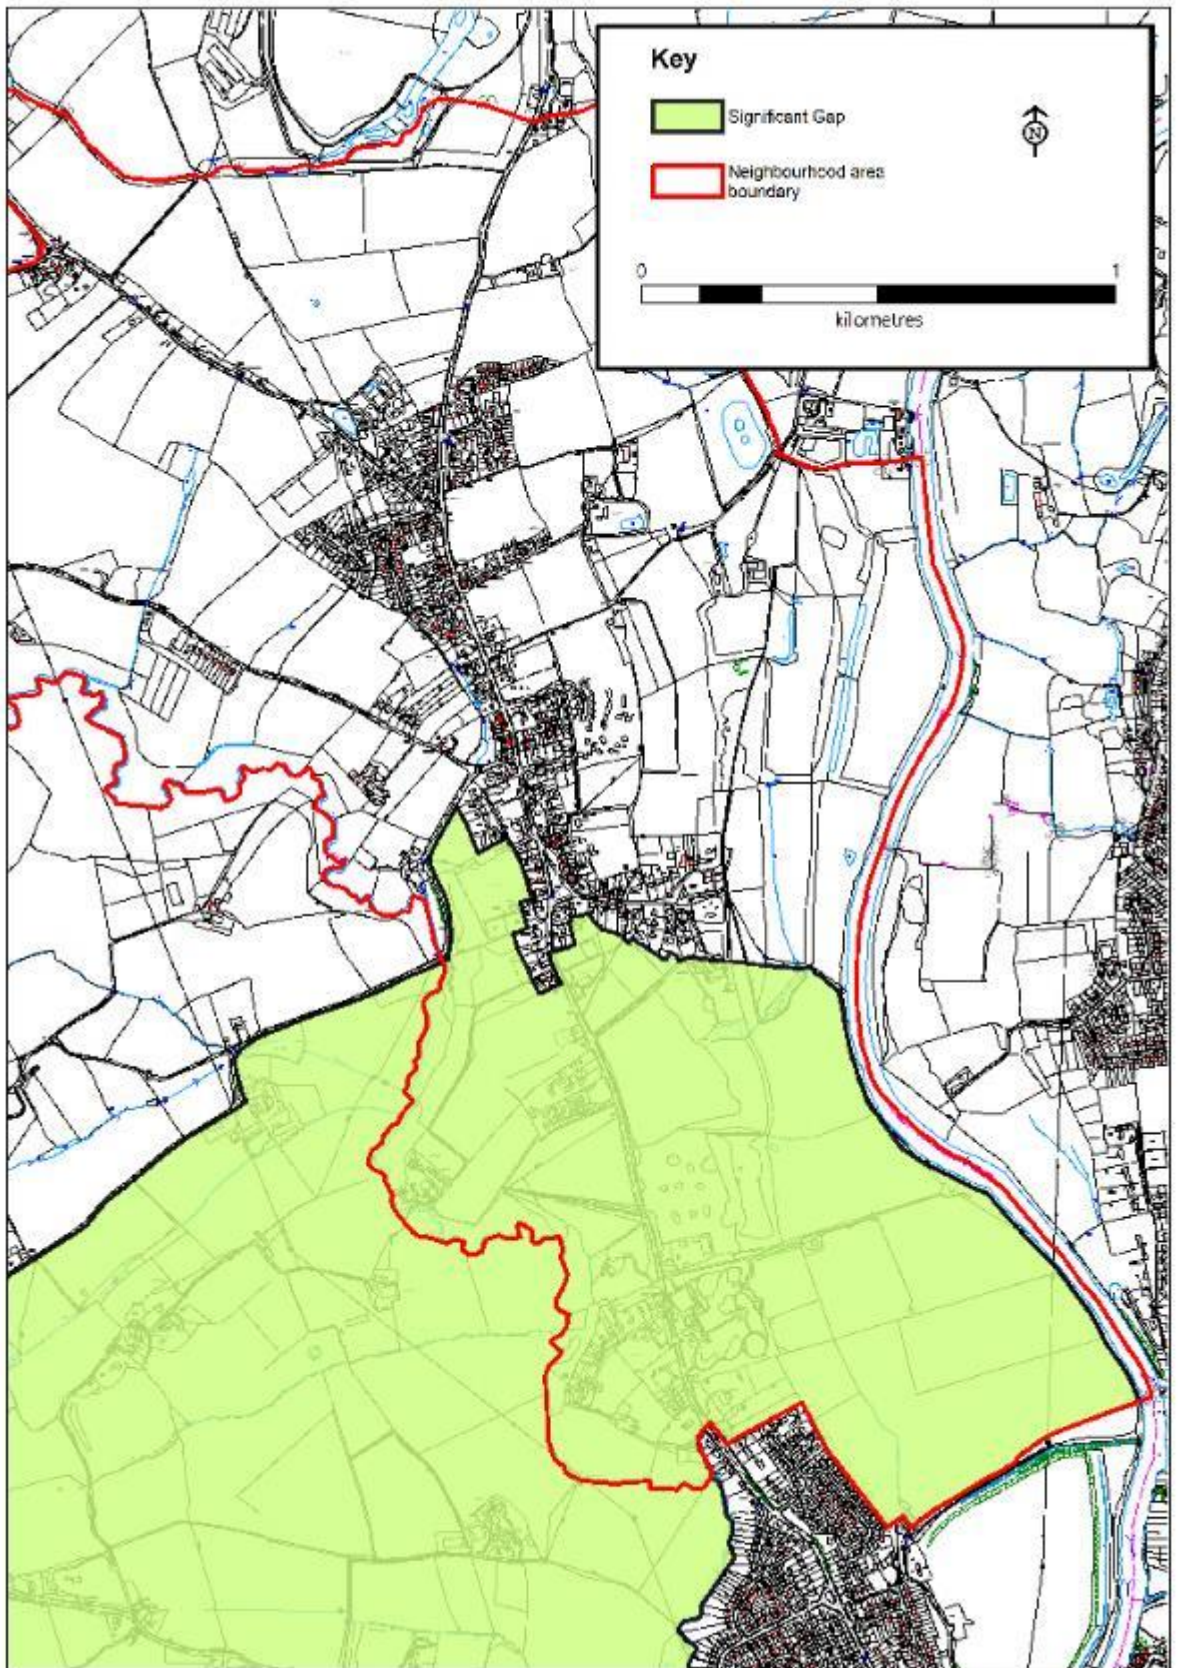 Key
Significant Gap
N
Neighbourhood area
boundary
0 1
kilometres